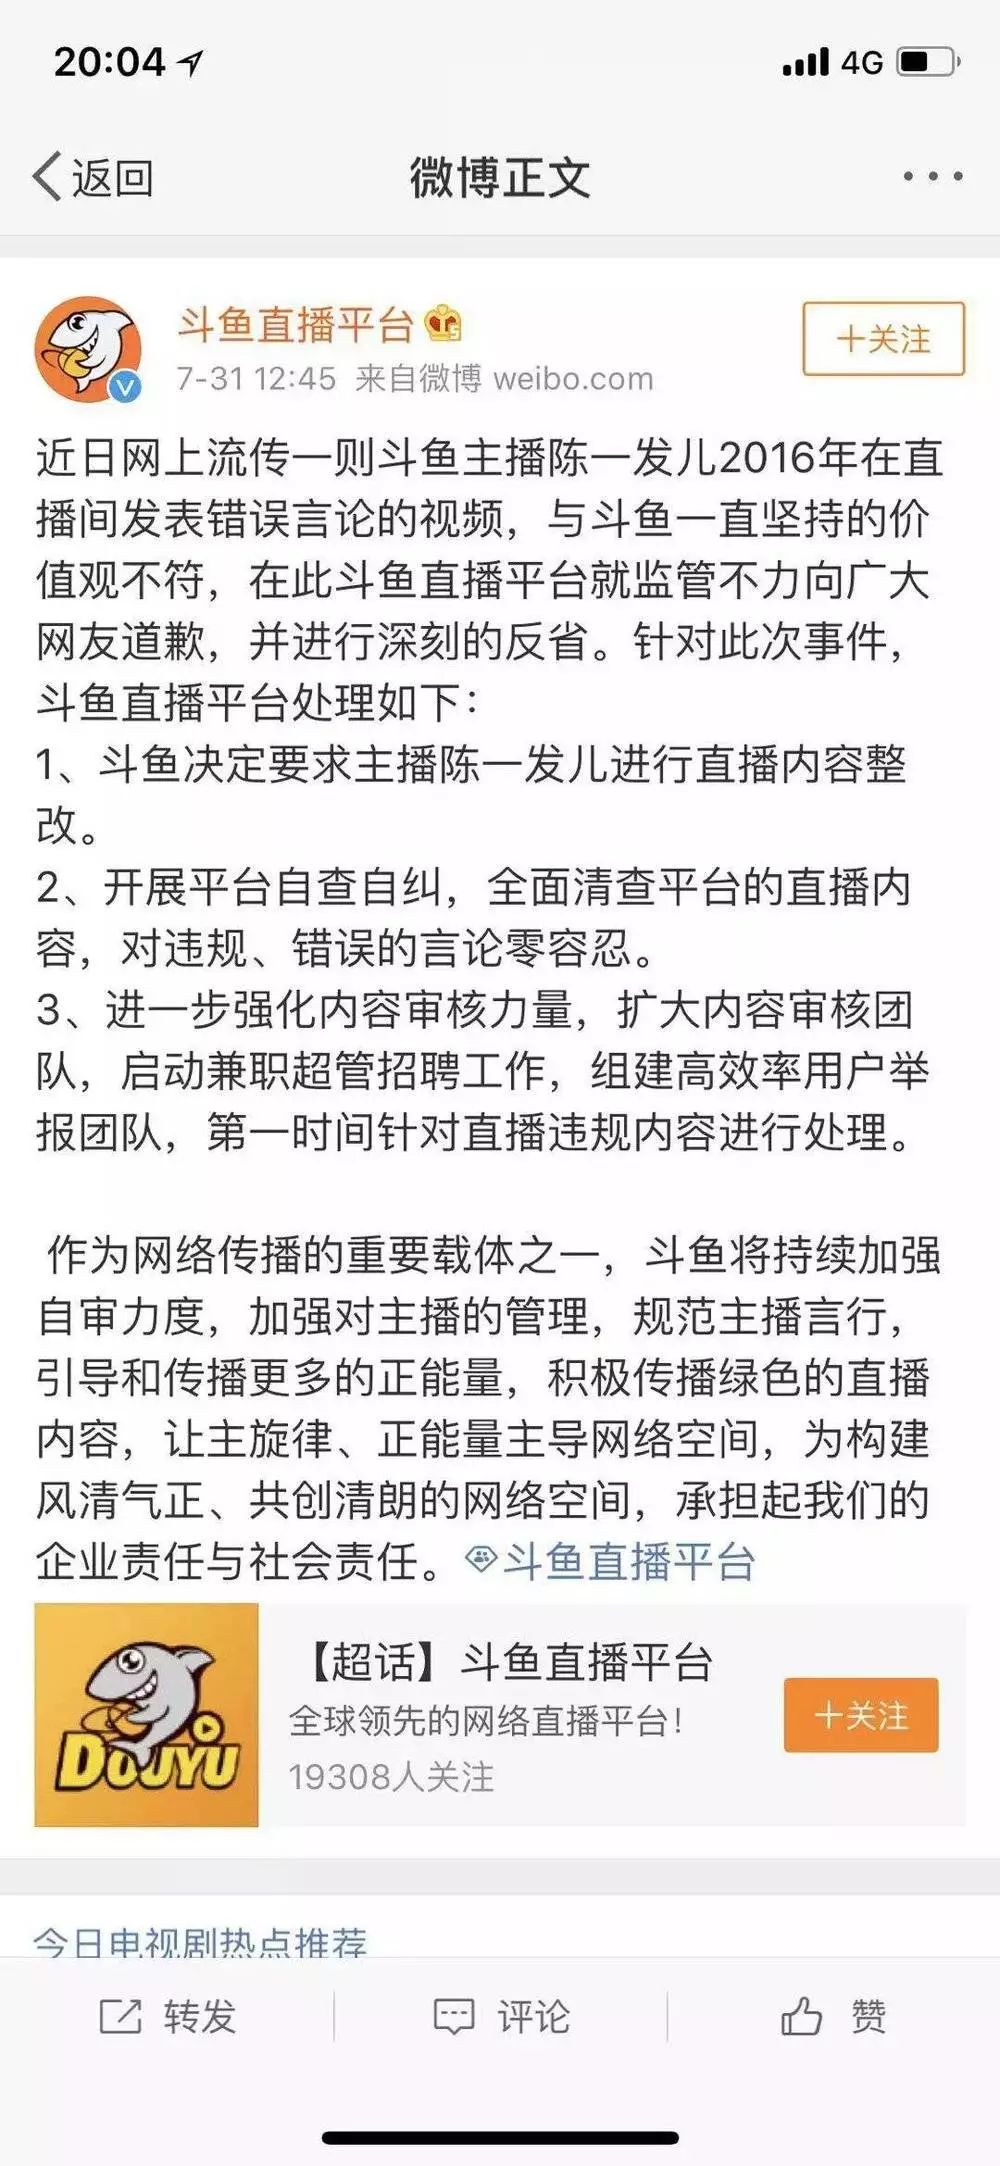 20:04
4G
返回
微博正文
斗鱼直播平台
+关注
7-31 12:45 来自微博 weibo.com
近日网上流传一则斗鱼主播陈一发儿2016年在直
播间发表错误言论的视频，与斗鱼一直坚持的价
值观不符，在此斗鱼直播平台就监管不力向广大
网友道歉，并进行深刻的反省。针对此次事件，
斗鱼直播平台处理如下：
1、斗鱼决定要求主播陈一发儿进行直播内容整
改。
2、开展平台自查自纠，全面清查平台的直播内
容，对违规、错误的言论零容忍。
3、进一步强化内容审核力量，扩大内容审核团
队，启动兼职超管招聘工作，组建高效率用户举
报团队，第一时间针对直播违规内容进行处理。
作为网络传播的重要载体之一，斗鱼将持续加强
自审力度，加强对主播的管理，规范主播言行，
引导和传播更多的正能量，积极传播绿色的直播
内容，让主旋律、正能量主导网络空间，为构建
风清气正、共创清朗的网络空间，承担起我们的
企业责任与社会责任。斗鱼直播平台
DOUYU
【超话】斗鱼直播平台
全球领先的网络直播平台！
19308人关注
+关注
今日电视剧热点推荐
转发
评论
赞